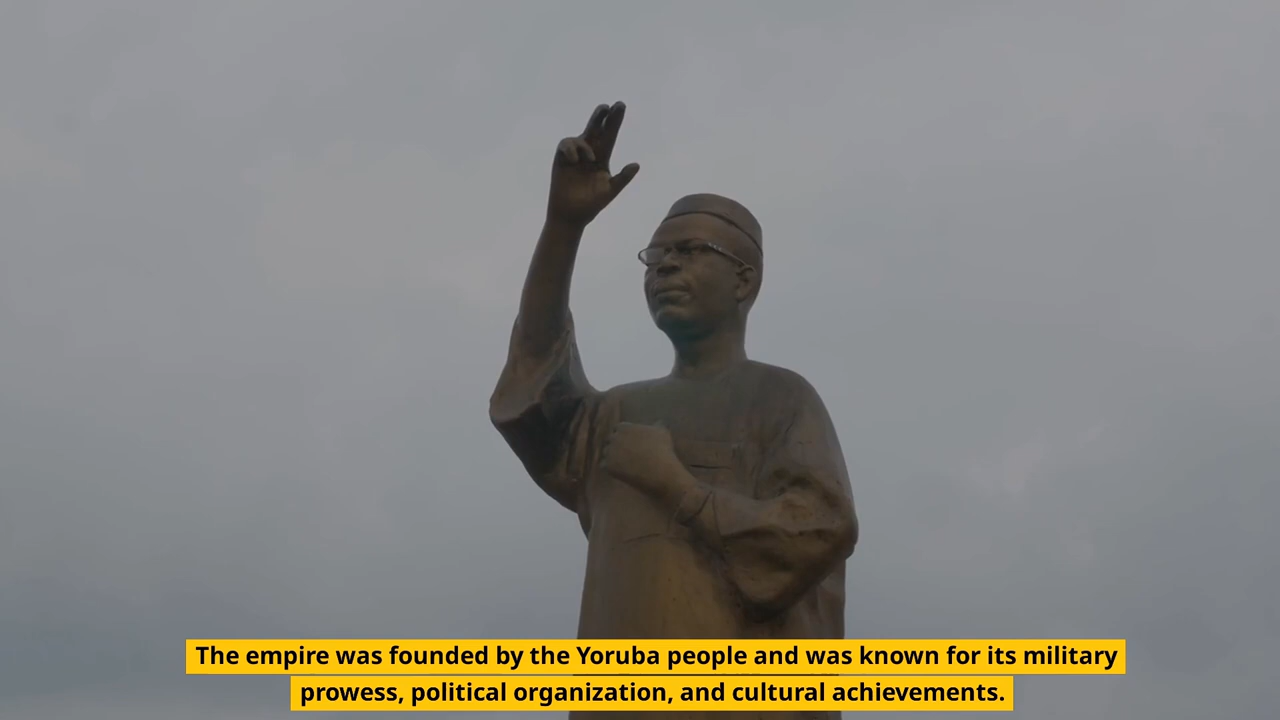 The empire was founded by the Yoruba people and was known for its military
prowess, political organization, and cultural achievements.